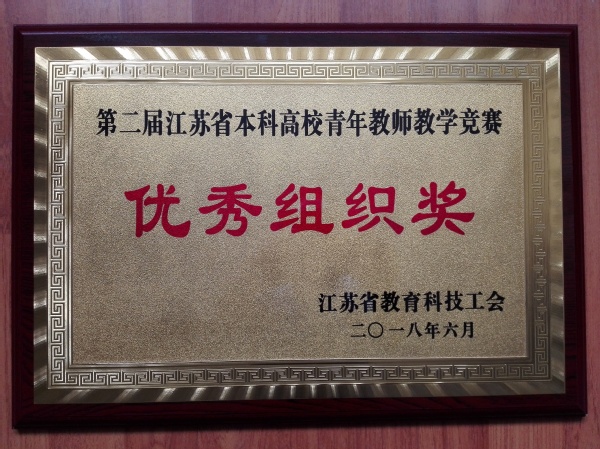 第二届江苏省本科高校青年教师教学竞赛
优秀组织奖
江苏省教育科技工会
二〇一八年六月